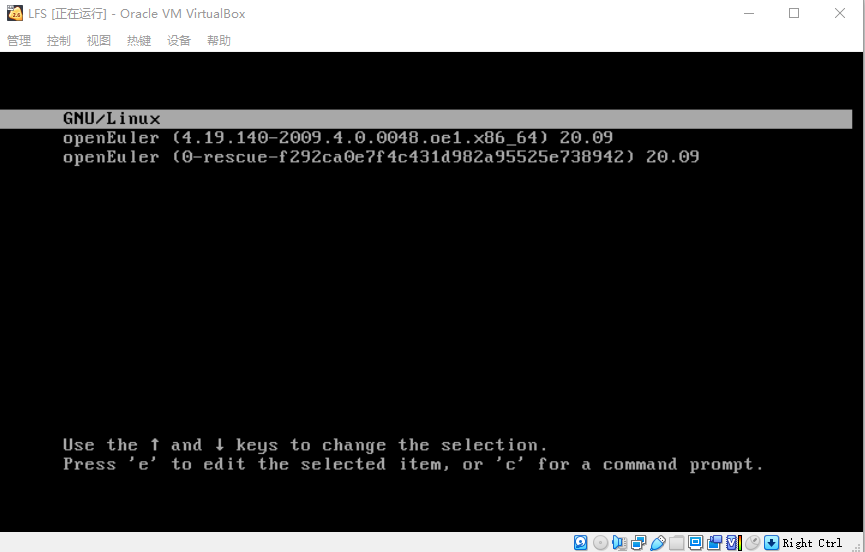 LFS [正在运行] - Oracle VM VirtualBox
管理 控制 视图 热键 设备 帮助
GNU/Linux
openEuler (4.19.140-2009.4.0.0048.oe1.x86_64) 20.09
openEuler (0-rescue-f292ca0e7f4c431d982a95525e738942) 20.09
Use the ↑ and ↓ keys to change the selection.
Press 'e' to edit the selected item, or 'c' for a command prompt.
Right Ctrl